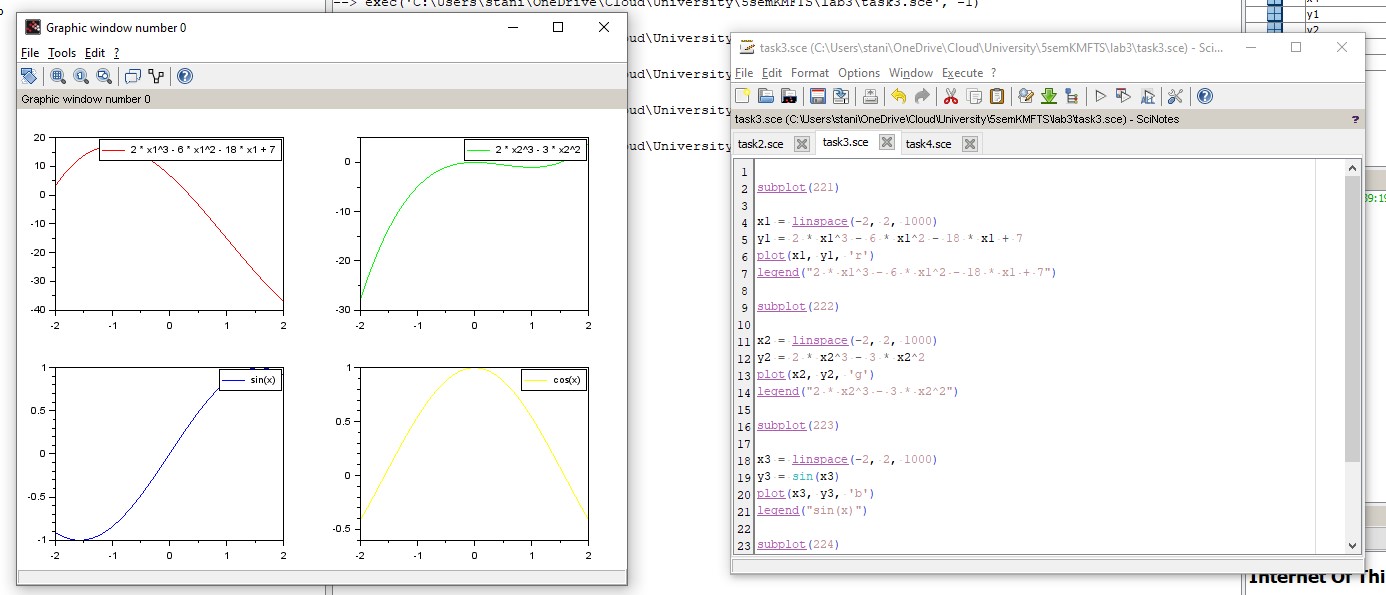 --> exec('C:\Users\stani\OneDrive\Cloud\University\5semKMFTS\lab3\task3.sce', -1)
oud\University
oud\University
oud\University
oud\University
y1
y2
Graphic window number 0
File Tools Edit ?
Graphic window number 0
20
10
0
-10
-20
-30
-40
-2 -1 0 1 2
2 * x1^3 - 6 * x1^2 - 18 * x1 + 7
0
-10
-20
-30
-2 -1 0 1 2
2 * x2^3 - 3 * x2^2
1
0.5
0
-0.5
-1
-2 -1 0 1 2
sin(x)
1
0.5
0
-0.5
-2 -1 0 1 2
cos(x)
task3.sce (C:\Users\stani\OneDrive\Cloud\University\5semKMFTS\lab3\task3.sce) - Sci...
File Edit Format Options Window Execute ?
task3.sce (C:\Users\stani\OneDrive\Cloud\University\5semKMFTS\lab3\task3.sce) - SciNotes ?
task2.sce task3.sce task4.sce
1
2 subplot(221)
3
4 x1 = linspace(-2, 2, 1000)
5 y1 = 2 * x1^3 - 6 * x1^2 - 18 * x1 + 7
6 plot(x1, y1, 'r')
7 legend("2 * x1^3 - 6 * x1^2 - 18 * x1 + 7")
8
9 subplot(222)
10
11 x2 = linspace(-2, 2, 1000)
12 y2 = 2 * x2^3 - 3 * x2^2
13 plot(x2, y2, 'g')
14 legend("2 * x2^3 - 3 * x2^2")
15
16 subplot(223)
17
18 x3 = linspace(-2, 2, 1000)
19 y3 = sin(x3)
20 plot(x3, y3, 'b')
21 legend("sin(x)")
22
23 subplot(224)
Internet Of Thi